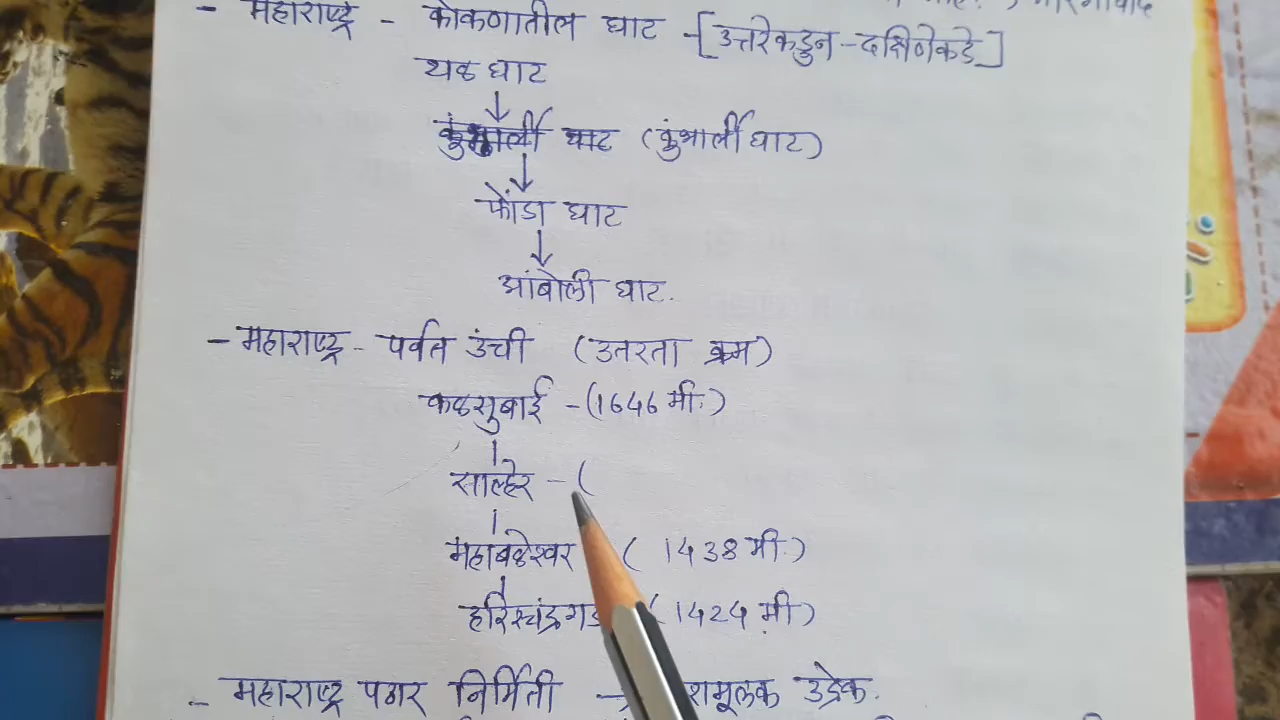 - महाराष्ट्र - कोकणातील घाट -[उत्तरेकडुन-दक्षिणेकडे]
थळ घाट
कुंभार्ली घाट (कुंभार्ली घाट)
फोंडा घाट
आंबोली घाट.
- महाराष्ट्र - पर्वत उंची (उतरता क्रम)
कळसुबाई -(1646 मी.)
साल्हेर -(
महाबळेश्वर ( 1438 मी.)
हरिश्चंद्रगड ( 1424 मी.)
- महाराष्ट्र पठार निर्मिती उद्रेक.